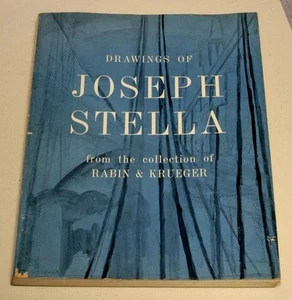 DRAWINGS OF
JOSEPH
STELLA
from the collection of
RABIN & KRUEGER